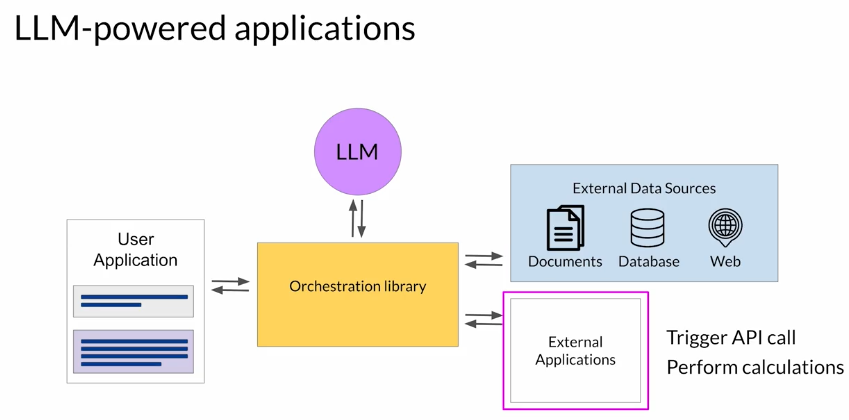 LLM-powered applications
LLM
User
Application
Orchestration library
External Data Sources
Documents
Database
Web
External
Applications
Trigger API call
Perform calculations